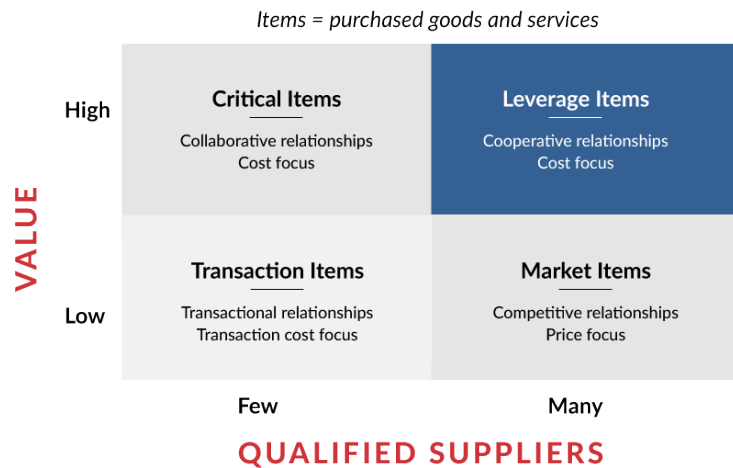 Items = purchased goods and services
High
Critical Items
Collaborative relationships
Cost focus
Leverage Items
Cooperative relationships
Cost focus
VALUE
Low
Transaction Items
Transactional relationships
Transaction cost focus
Market Items
Competitive relationships
Price focus
Few
Many
QUALIFIED SUPPLIERS